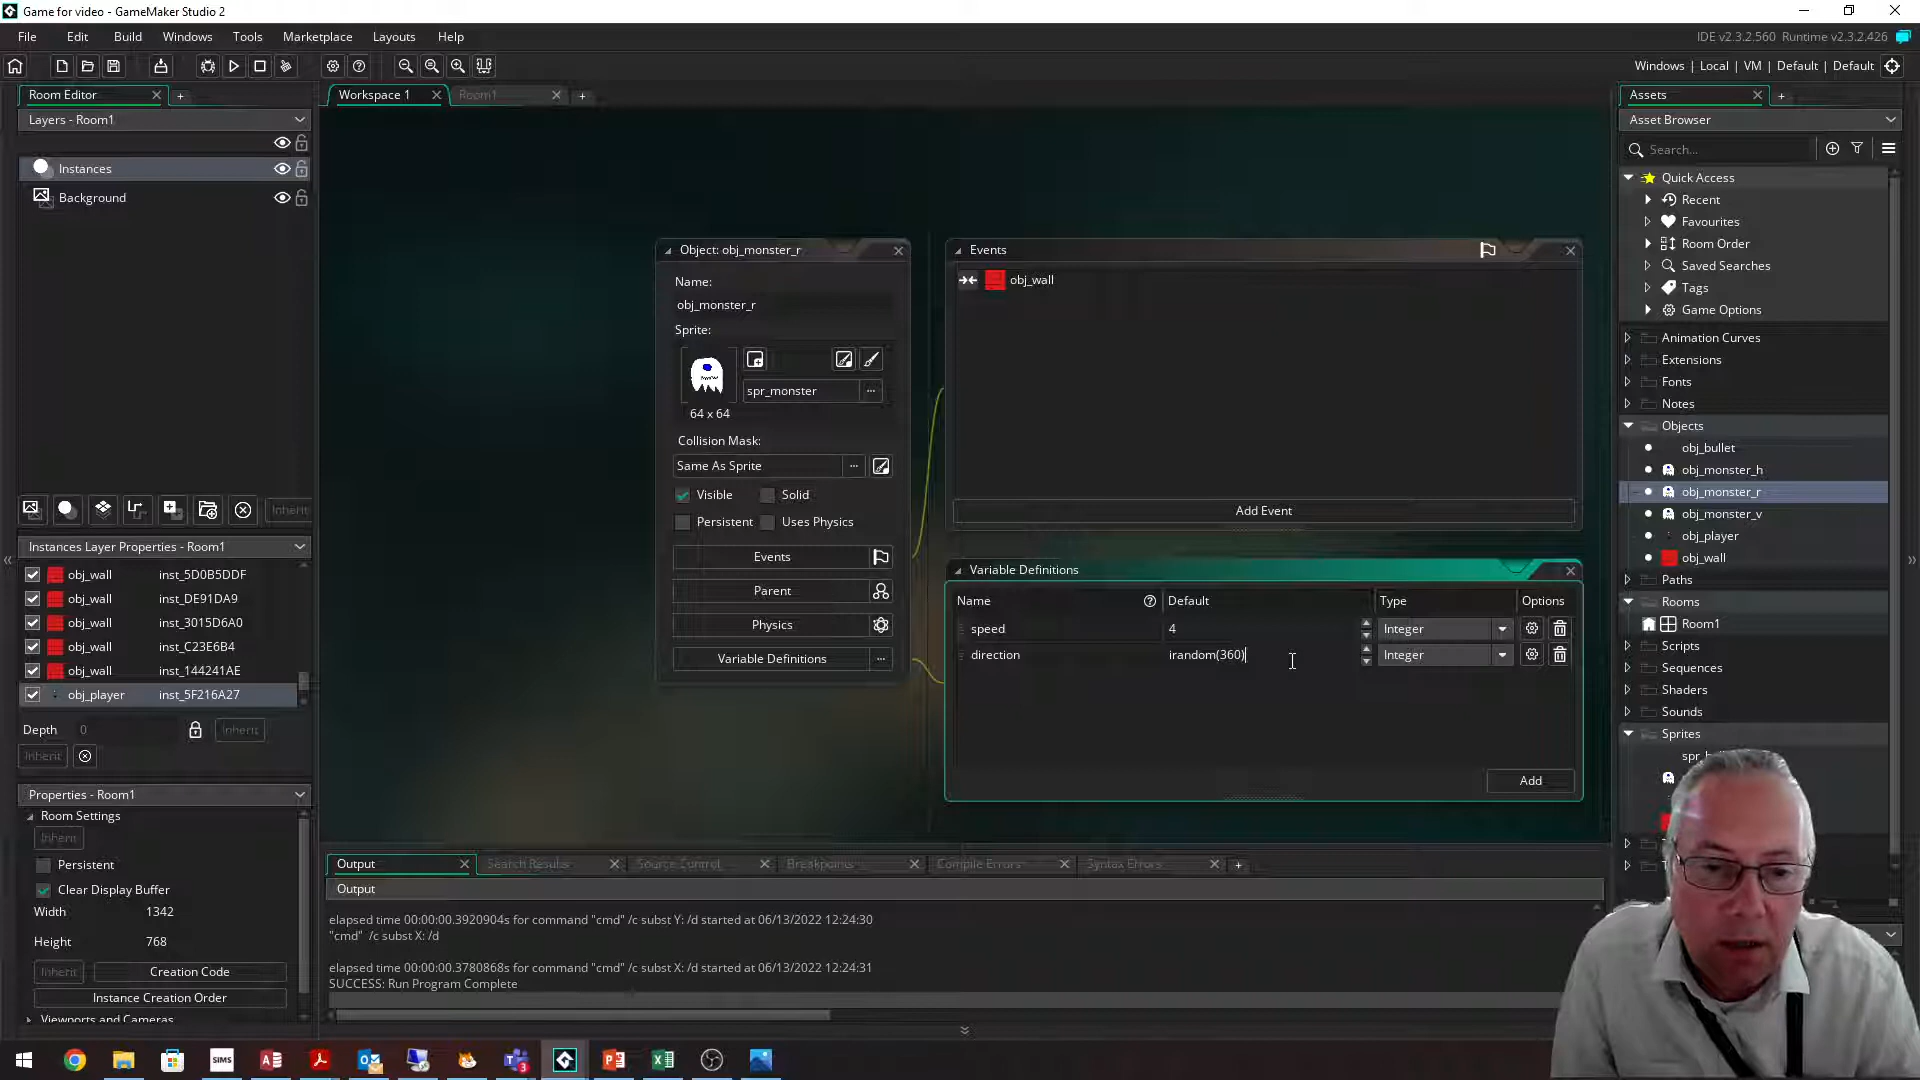 Game for video - GameMaker Studio 2
File Edit Build Windows Tools Marketplace Layouts Help
IDE v2.3.2.560 Runtime v2.3.2.426
Windows | Local | VM | Default | Default
Room Editor
Workspace 1
Room1
Assets
Layers - Room1
Asset Browser
Search...
Instances
Background
Quick Access
Recent
Favourites
Room Order
Saved Searches
Tags
Game Options
Animation Curves
Extensions
Fonts
Notes
Objects
obj_bullet
obj_monster_h
obj_monster_r
obj_monster_v
obj_player
obj_wall
Paths
Rooms
Room1
Scripts
Sequences
Shaders
Sounds
Sprites
Object: obj_monster_r
Name:
obj_monster_r
Sprite:
spr_monster
64 x 64
Collision Mask:
Same As Sprite
Visible Solid
Persistent Uses Physics
Events
Parent
Physics
Variable Definitions
Events
obj_wall
Add Event
Variable Definitions
Name Default Type Options
speed 4 Integer
direction irandom(360) Integer
Add
Inherit
Instances Layer Properties - Room1
obj_wall inst_5D0B5DDF
obj_wall inst_DE91DA9
obj_wall inst_3015D6A0
obj_wall inst_C23E6B4
obj_wall inst_144241AE
obj_player inst_5F216A27
Depth 0 Inherit
Inherit
Properties - Room1
Room Settings
Inherit
Persistent
Clear Display Buffer
Width 1342
Height 768
Inherit Creation Code
Instance Creation Order
Viewports and Cameras
Output Search Results Source Control Breakpoints Compile Errors Syntax Errors
Output
elapsed time 00:00:00.3920904s for command "cmd" /c subst Y: /d started at 06/13/2022 12:24:30
"cmd" /c subst X: /d
elapsed time 00:00:00.3780868s for command "cmd" /c subst X: /d started at 06/13/2022 12:24:31
SUCCESS: Run Program Complete
SIMS
3